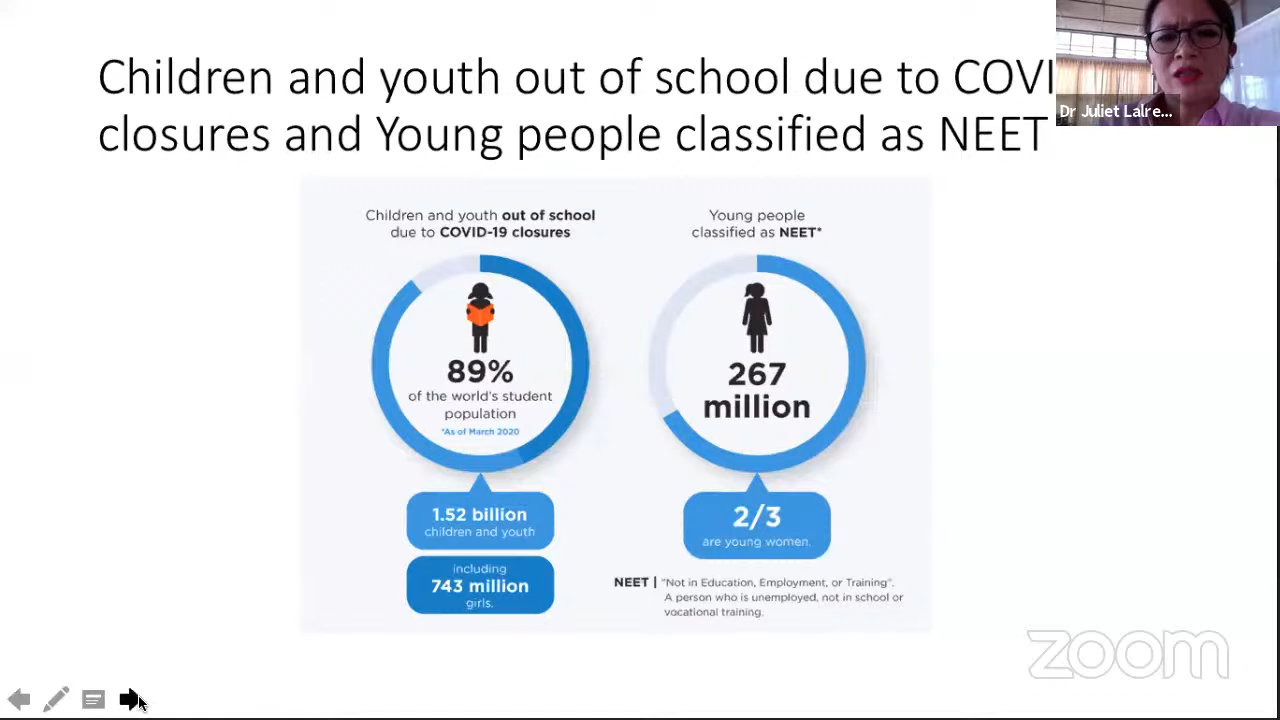 Children and youth out of school due to COVI
closures and Young people classified as NEET
Dr Juliet Lalre...
Children and youth out of school
due to COVID-19 closures
89%
of the world's student
population
*As of March 2020
1.52 billion
children and youth
including
743 million
girls.
Young people
classified as NEET*
267
million
2/3
are young women.
NEET | "Not in Education, Employment, or Training".
A person who is unemployed, not in school or
vocational training.
zoom